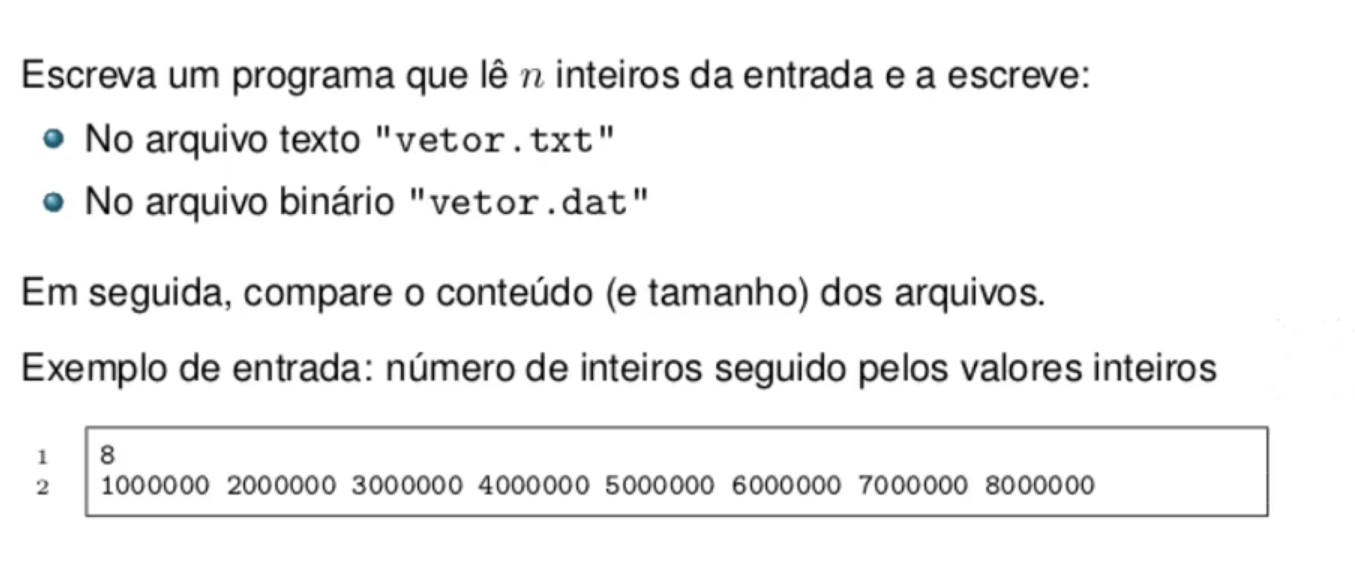 Escreva um programa que lê n inteiros da entrada e a escreve:
No arquivo texto "vetor.txt"
No arquivo binário "vetor.dat"
Em seguida, compare o conteúdo (e tamanho) dos arquivos.
Exemplo de entrada: número de inteiros seguido pelos valores inteiros
1 8
2 1000000 2000000 3000000 4000000 5000000 6000000 7000000 8000000